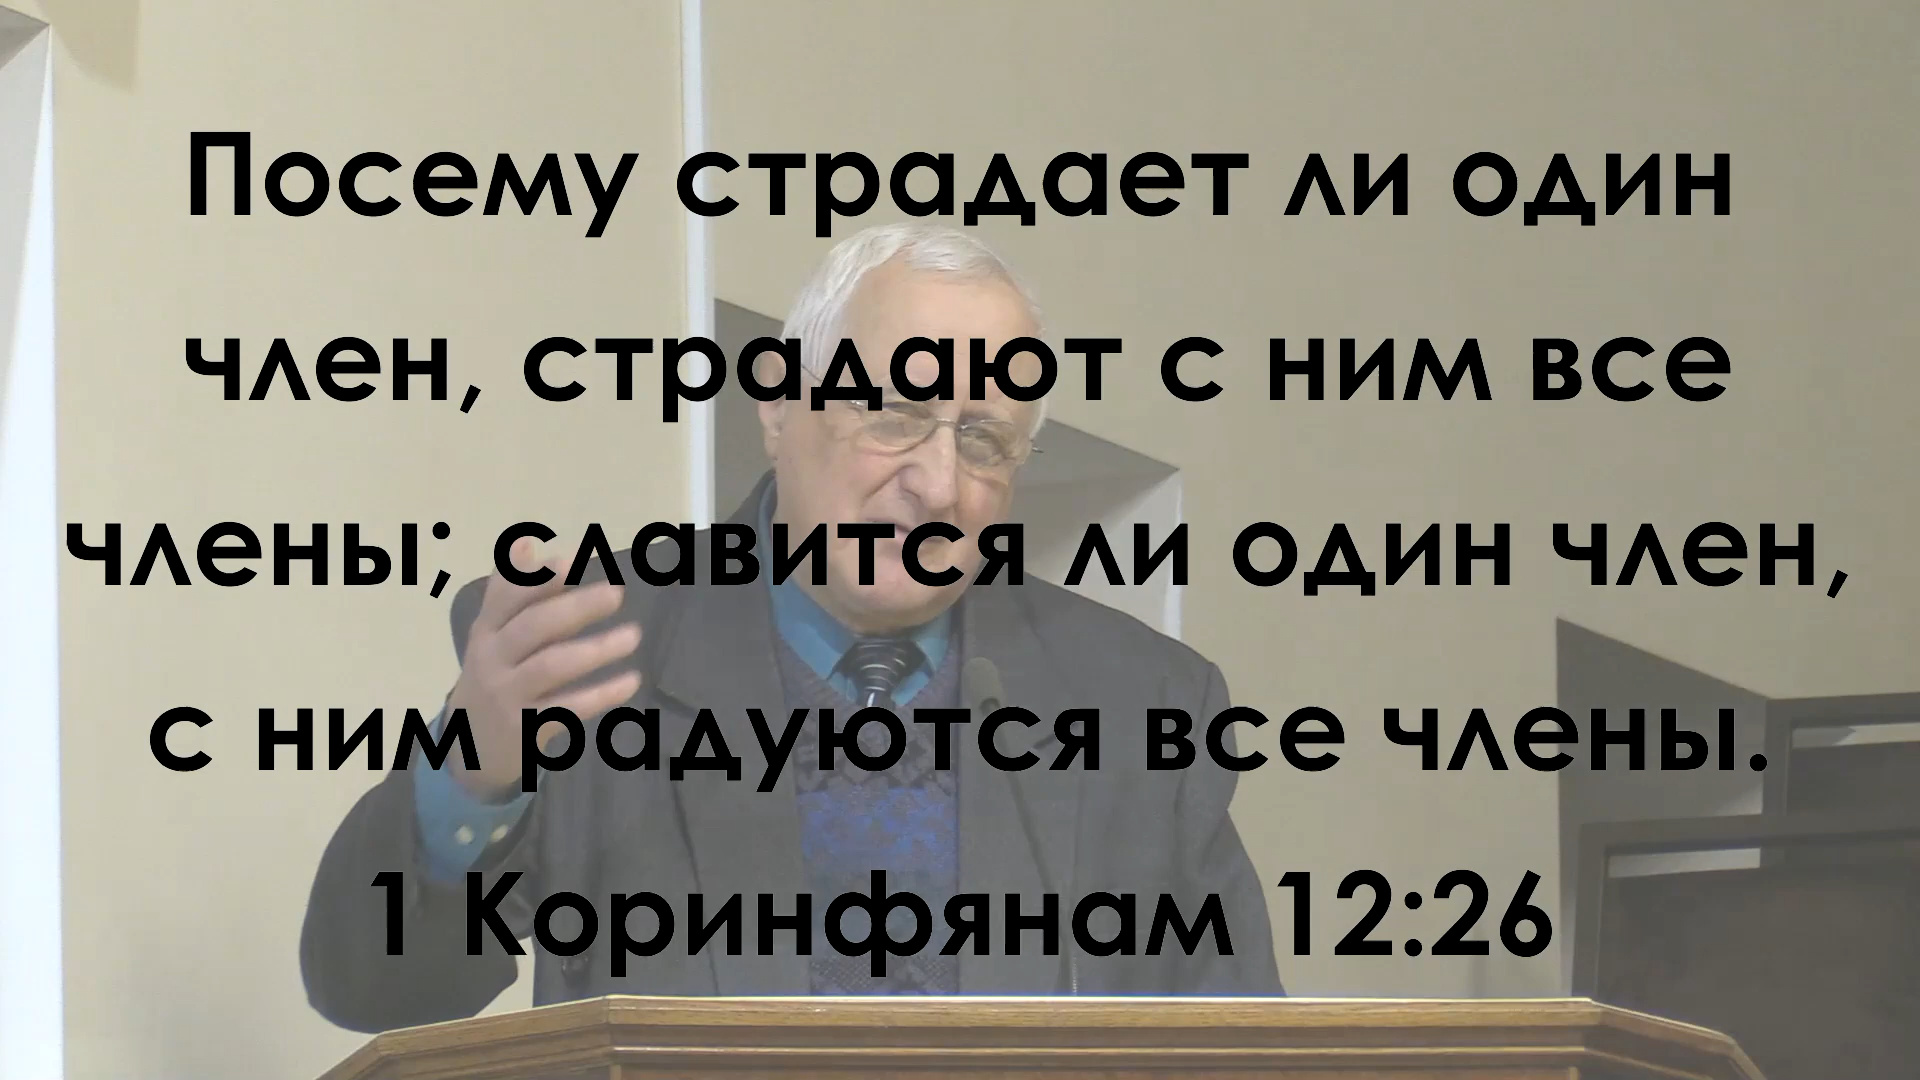 Посему страдает ли один
член, страдают с ним все
члены; славится ли один член,
с ним радуются все члены.
1 Коринфянам 12:26